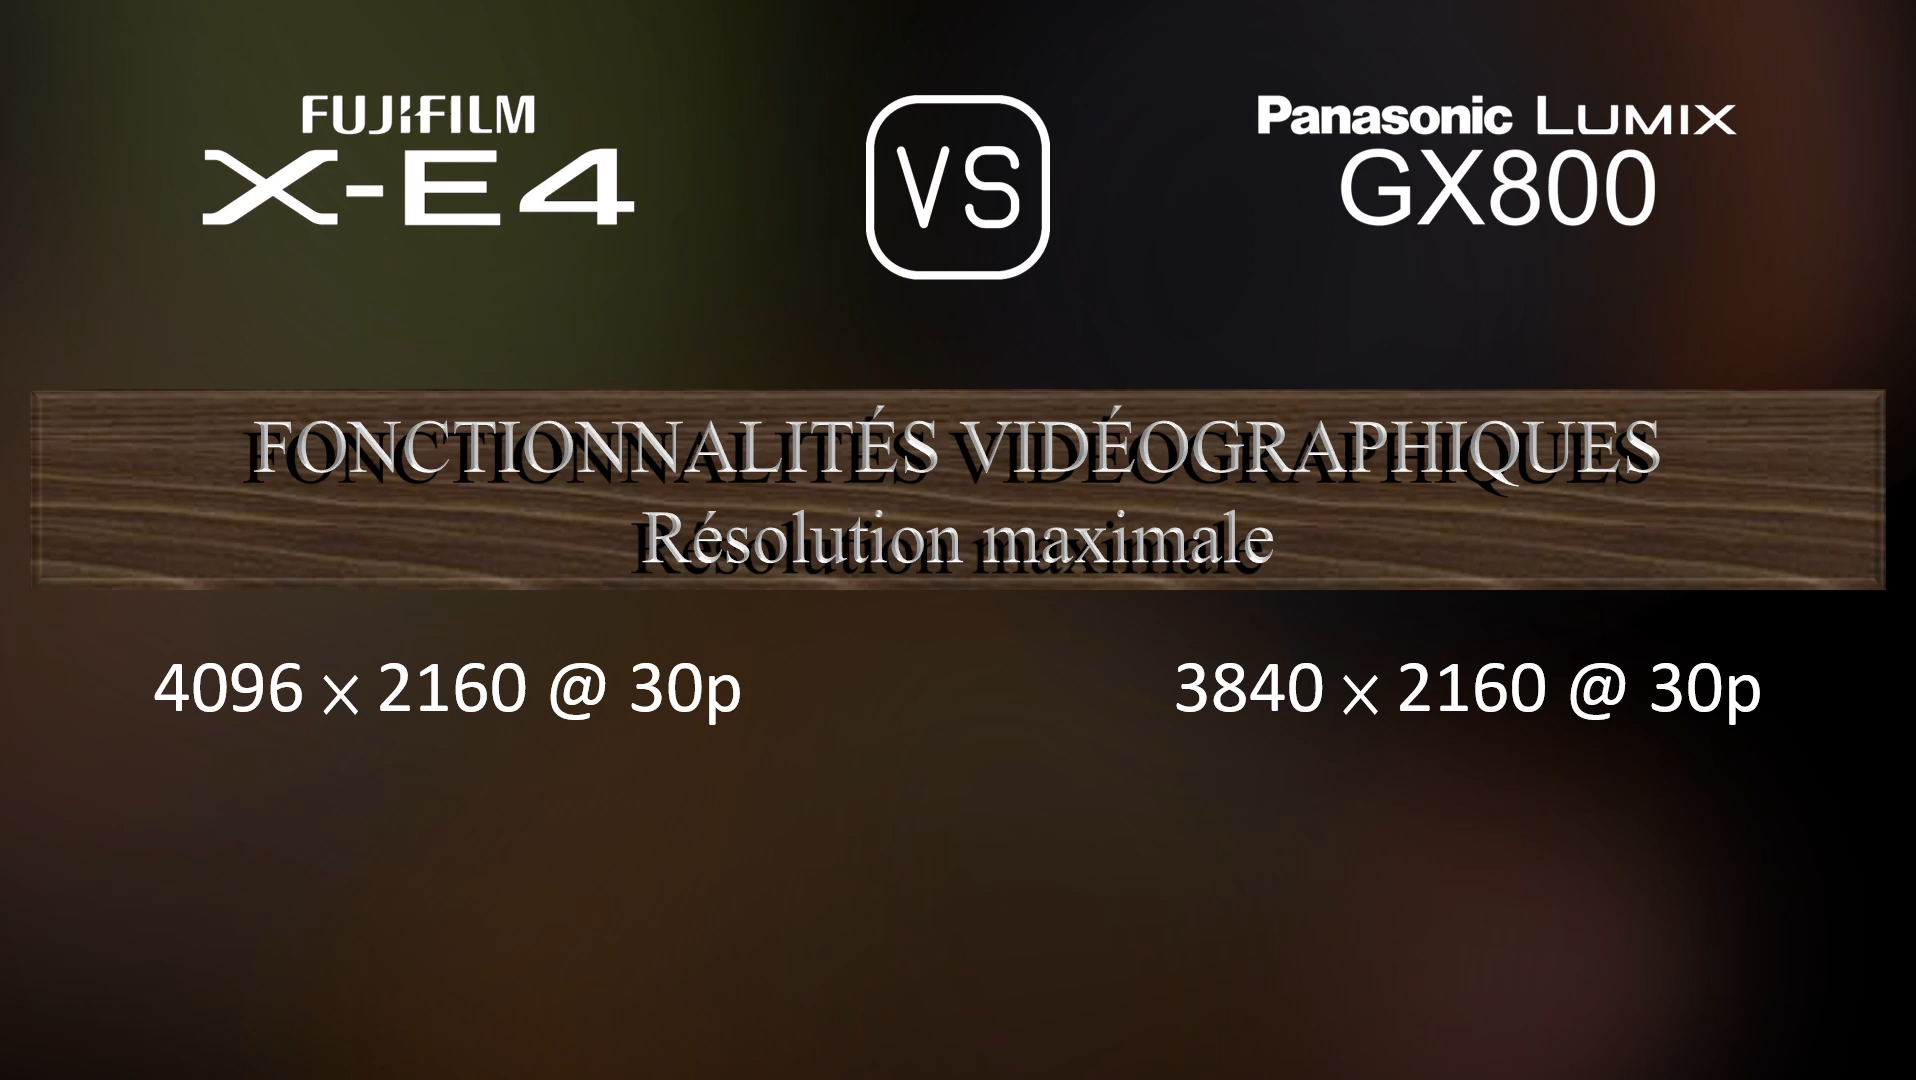 FUJIFILM
X-E4
VS
Panasonic LUMIX
GX800
FONCTIONNALITÉS VIDÉOGRAPHIQUES
Résolution maximale
4096 x 2160 @ 30p
3840 x 2160 @ 30p